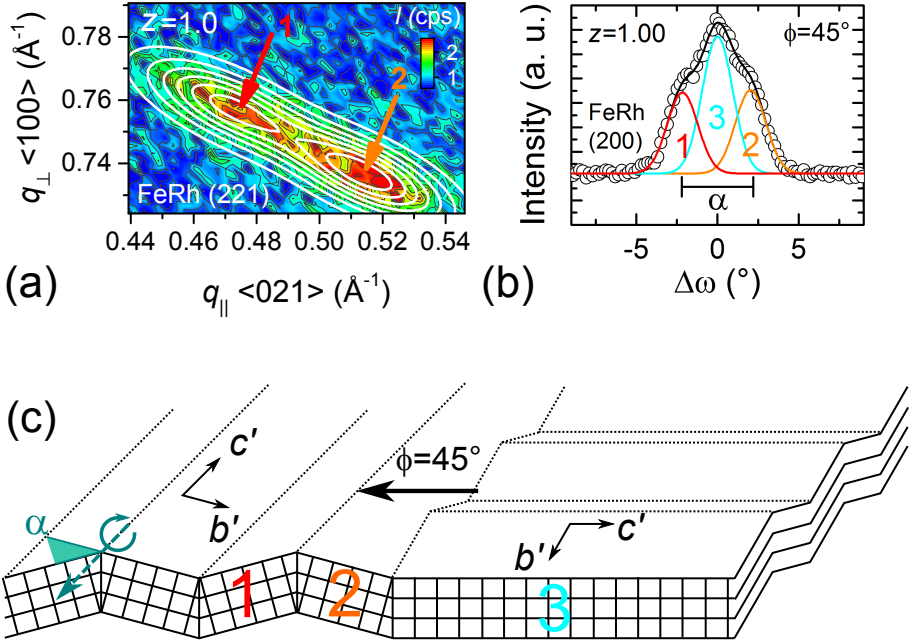 z=1.0
I (cps)
2
1
1
2
FeRh (221)
0.78
0.76
0.74
q⊥ <100> (Å⁻¹)
0.44 0.46 0.48 0.50 0.52 0.54
q|| <021> (Å⁻¹)
(a)
z=1.00 ϕ=45°
FeRh
(200)
1
3
2
α
Intensity (a. u.)
-5 0 5
Δω (°)
(b)
(c)
c'
b'
ϕ=45°
α
c'
b'
1
2
3